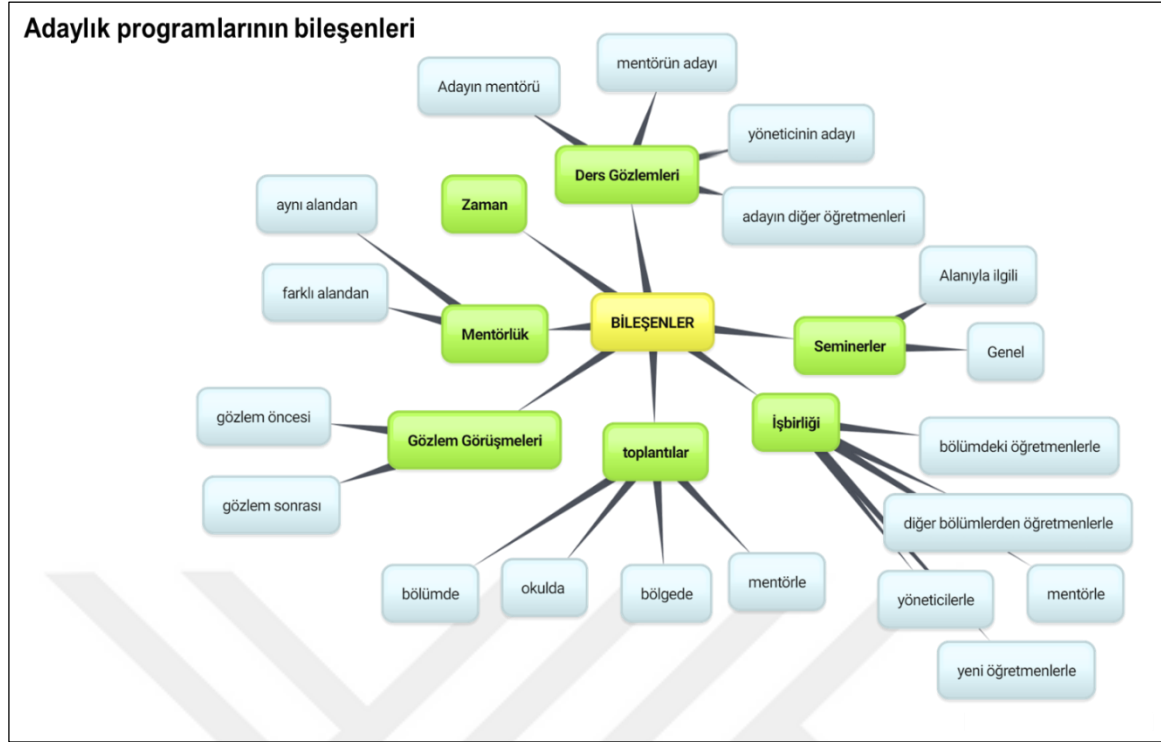 Adaylık programlarının bileşenleri
mentörün adayı
Adayın mentörü
yöneticinin adayı
Ders Gözlemleri
aynı alandan
Zaman
adayın diğer öğretmenleri
Alanıyla ilgili
farklı alandan
BİLEŞENLER
Mentörlük
Seminerler
Genel
gözlem öncesi
Gözlem Görüşmeleri
toplantılar
İşbirliği
bölümdeki öğretmenlerle
gözlem sonrası
diğer bölümlerden öğretmenlerle
bölümde
okulda
bölgede
mentörle
yöneticilerle
mentörle
yeni öğretmenlerle